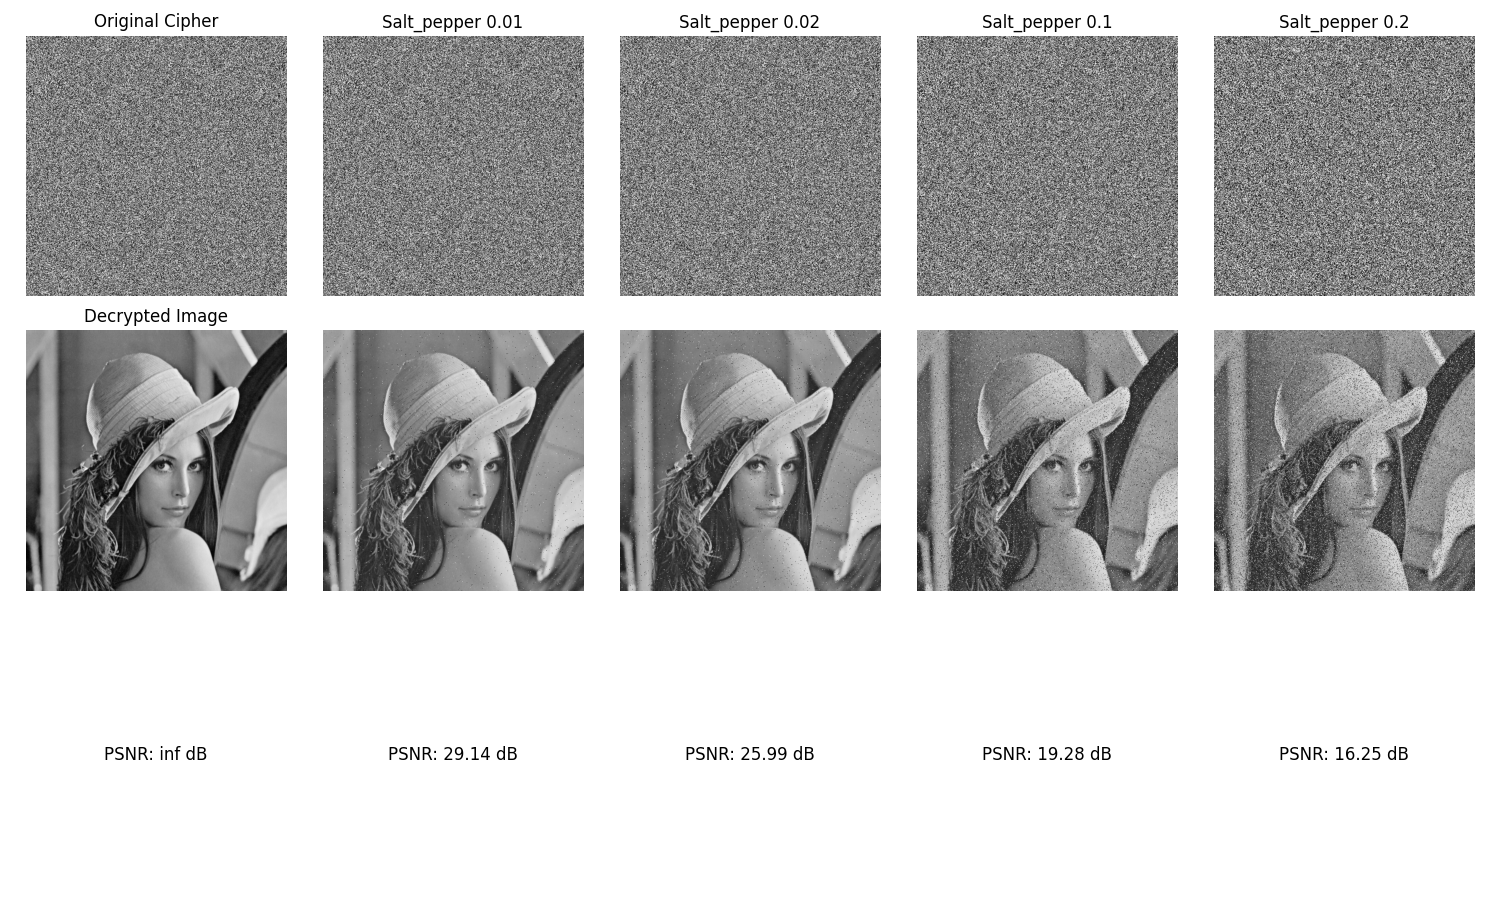 Original Cipher
Salt_pepper 0.01
Salt_pepper 0.02
Salt_pepper 0.1
Salt_pepper 0.2
Decrypted Image
PSNR: inf dB
PSNR: 29.14 dB
PSNR: 25.99 dB
PSNR: 19.28 dB
PSNR: 16.25 dB